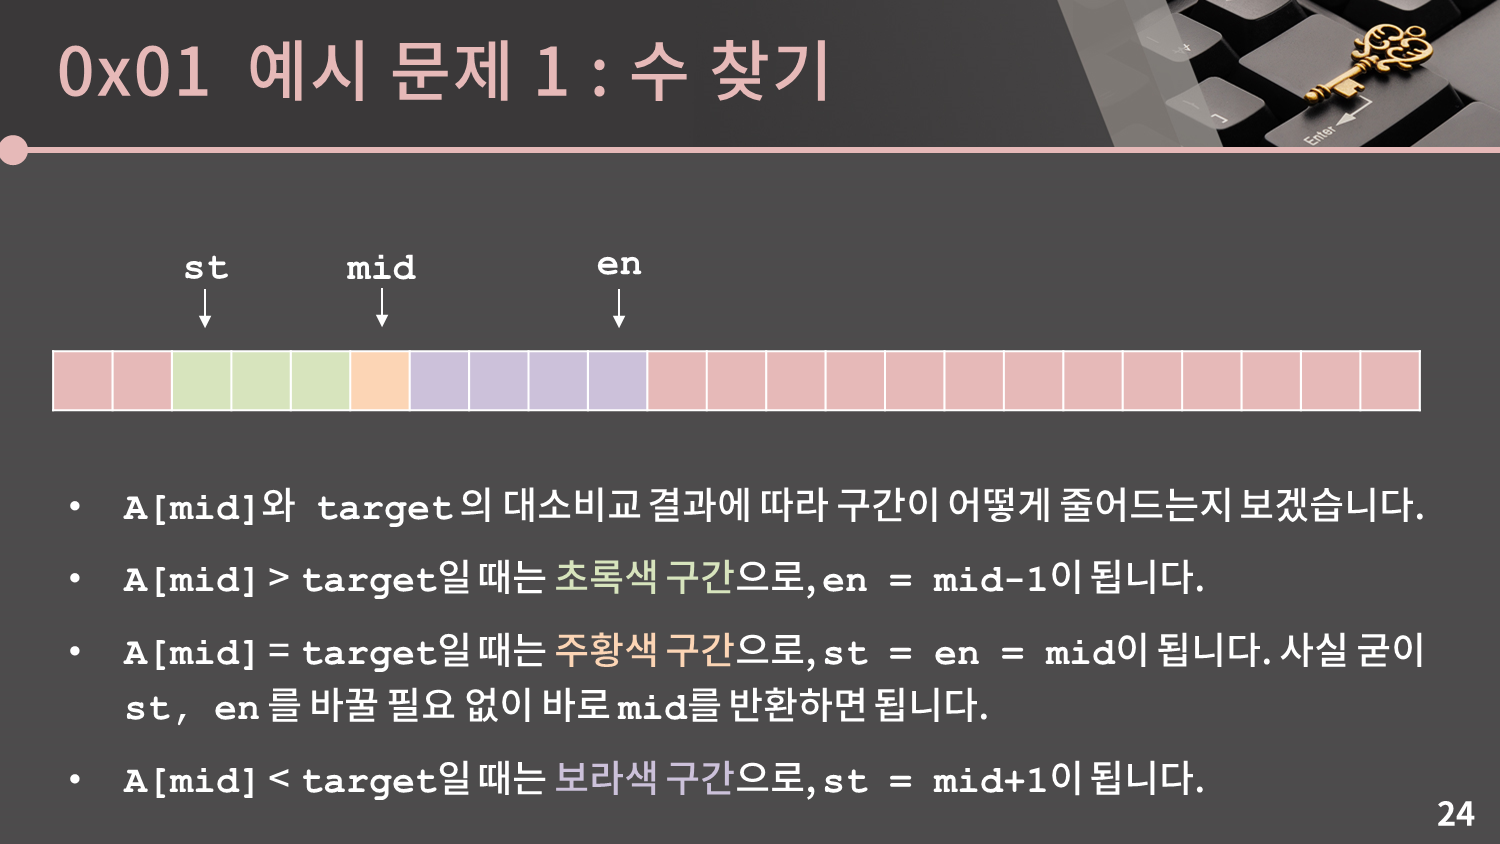 0x01 예시 문제 1 : 수 찾기
Enter
st mid en
• A[mid]와 target의 대소비교 결과에 따라 구간이 어떻게 줄어드는지 보겠습니다.
• A[mid] > target일 때는 초록색 구간으로, en = mid-1이 됩니다.
• A[mid] = target일 때는 주황색 구간으로, st = en = mid이 됩니다. 사실 굳이
st, en를 바꿀 필요 없이 바로 mid를 반환하면 됩니다.
• A[mid] < target일 때는 보라색 구간으로, st = mid+1이 됩니다.
24